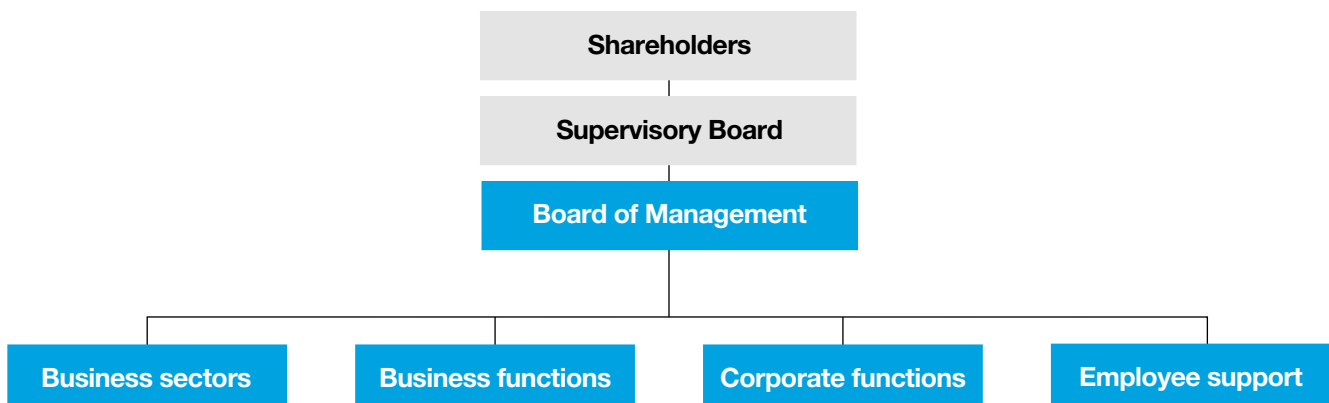 Shareholders
Supervisory Board
Board of Management
Business sectors
Business functions
Corporate functions
Employee support